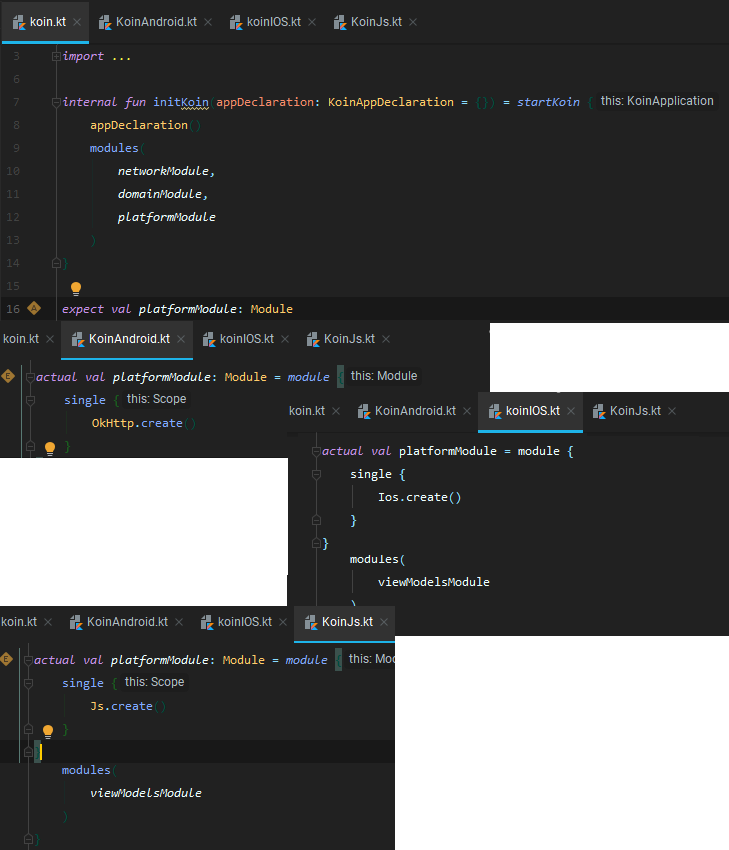 koin.kt KoinAndroid.kt koinIOS.kt KoinJs.kt
3 import ...
6
7 internal fun initKoin(appDeclaration: KoinAppDeclaration = {}) = startKoin { this: KoinApplication
8 appDeclaration()
9 modules(
10 networkModule,
11 domainModule,
12 platformModule
13 )
14 }
15
16 expect val platformModule: Module
koin.kt KoinAndroid.kt koinIOS.kt KoinJs.kt
actual val platformModule: Module = module { this: Module
single { this: Scope
OkHttp.create()
}
koin.kt KoinAndroid.kt koinIOS.kt KoinJs.kt
actual val platformModule = module {
single {
Ios.create()
}
}
modules(
viewModelsModule
)
koin.kt KoinAndroid.kt koinIOS.kt KoinJs.kt
actual val platformModule: Module = module { this: Mod
single { this: Scope
Js.create()
}
}
modules(
viewModelsModule
)
}